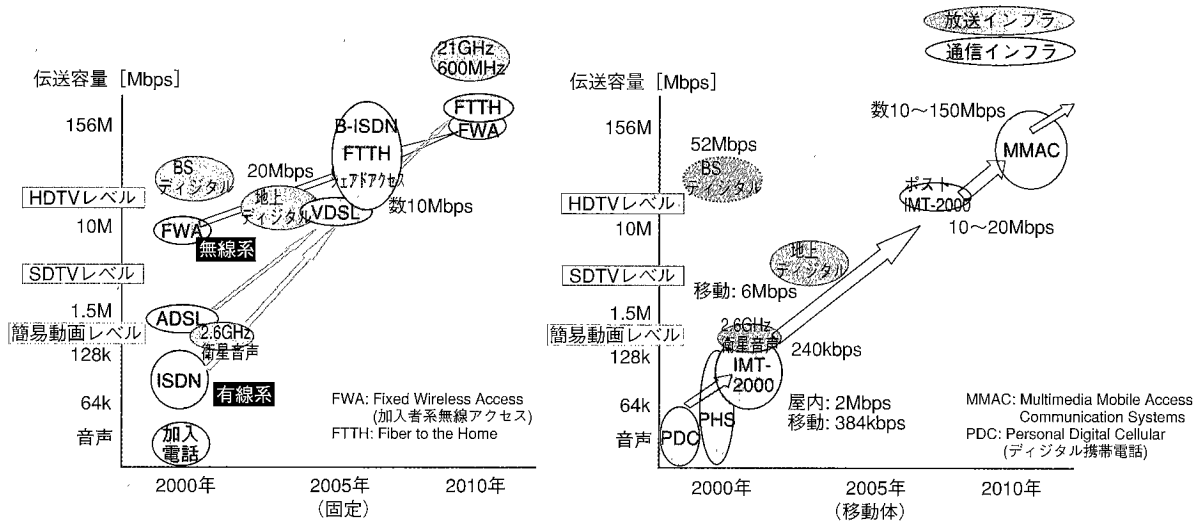 放送インフラ
通信インフラ
伝送容量 [Mbps]
21GHz
600MHz
FTTH
FWA
156M
B-ISDN
FTTH
シェアドアクセス
BS
ディジタル
20Mbps
地上
ディジタル
VDSL
数10Mbps
HDTVレベル
10M
FWA
無線系
SDTVレベル
1.5M
ADSL
簡易動画レベル
2.6GHz
衛星音声
128k
ISDN
有線系
64k
音声
加入
電話
FWA: Fixed Wireless Access
(加入者系無線アクセス)
FTTH: Fiber to the Home
2000年
2005年
2010年
(固定)
伝送容量 [Mbps]
数10～150Mbps
156M
MMAC
52Mbps
BS
ディジタル
ポスト
IMT-2000
HDTVレベル
10M
10～20Mbps
地上
ディジタル
SDTVレベル
移動: 6Mbps
1.5M
簡易動画レベル
2.6GHz
衛星音声
240kbps
128k
IMT-
2000
64k
屋内: 2Mbps
移動: 384kbps
音声
PDC
PHS
MMAC: Multimedia Mobile Access
Communication Systems
PDC: Personal Digital Cellular
(ディジタル携帯電話)
2000年
2005年
2010年
(移動体)